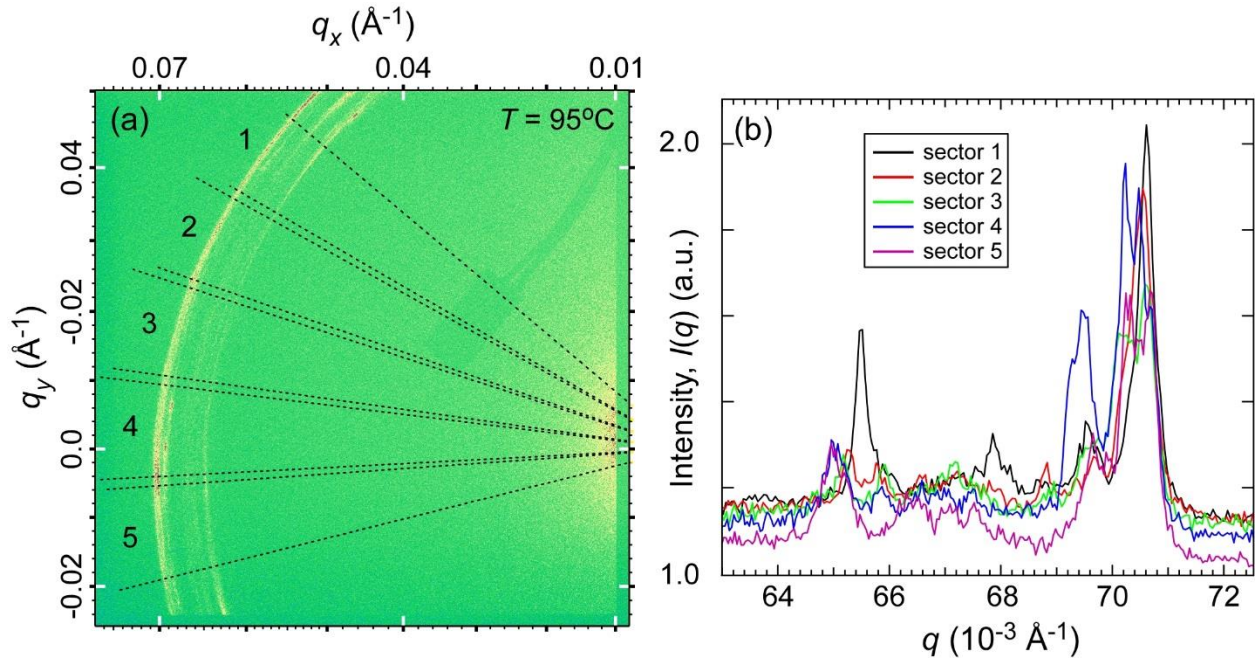 qx (Å-1)
0.07 0.04 0.01
(a)
T = 95ºC
1
2
3
4
5
qy (Å-1)
0.04
-0.02
0.0
-0.02
(b)
2.0
1.0
Intensity, I(q) (a.u.)
sector 1
sector 2
sector 3
sector 4
sector 5
64 66 68 70 72
q (10-3 Å-1)